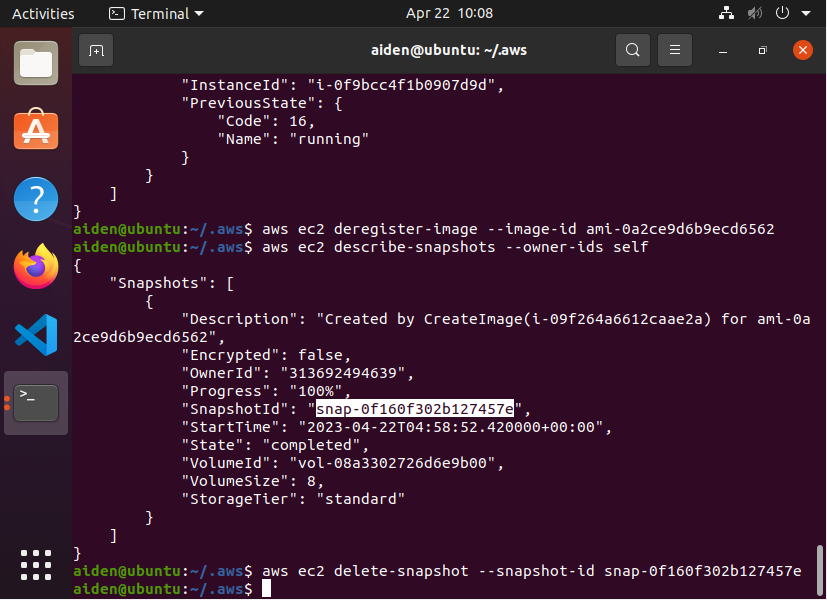 Activities Terminal Apr 22 10:08
aiden@ubuntu: ~/.aws
"InstanceId": "i-0f9bcc4f1b0907d9d",
"PreviousState": {
"Code": 16,
"Name": "running"
}
}
]
}
aiden@ubuntu:~/.aws$ aws ec2 deregister-image --image-id ami-0a2ce9d6b9ecd6562
aiden@ubuntu:~/.aws$ aws ec2 describe-snapshots --owner-ids self
{
"Snapshots": [
{
"Description": "Created by CreateImage(i-09f264a6612caae2a) for ami-0a
2ce9d6b9ecd6562",
"Encrypted": false,
"OwnerId": "313692494639",
"Progress": "100%",
"SnapshotId": "snap-0f160f302b127457e",
"StartTime": "2023-04-22T04:58:52.420000+00:00",
"State": "completed",
"VolumeId": "vol-08a3302726d6e9b00",
"VolumeSize": 8,
"StorageTier": "standard"
}
]
}
aiden@ubuntu:~/.aws$ aws ec2 delete-snapshot --snapshot-id snap-0f160f302b127457e
aiden@ubuntu:~/.aws$